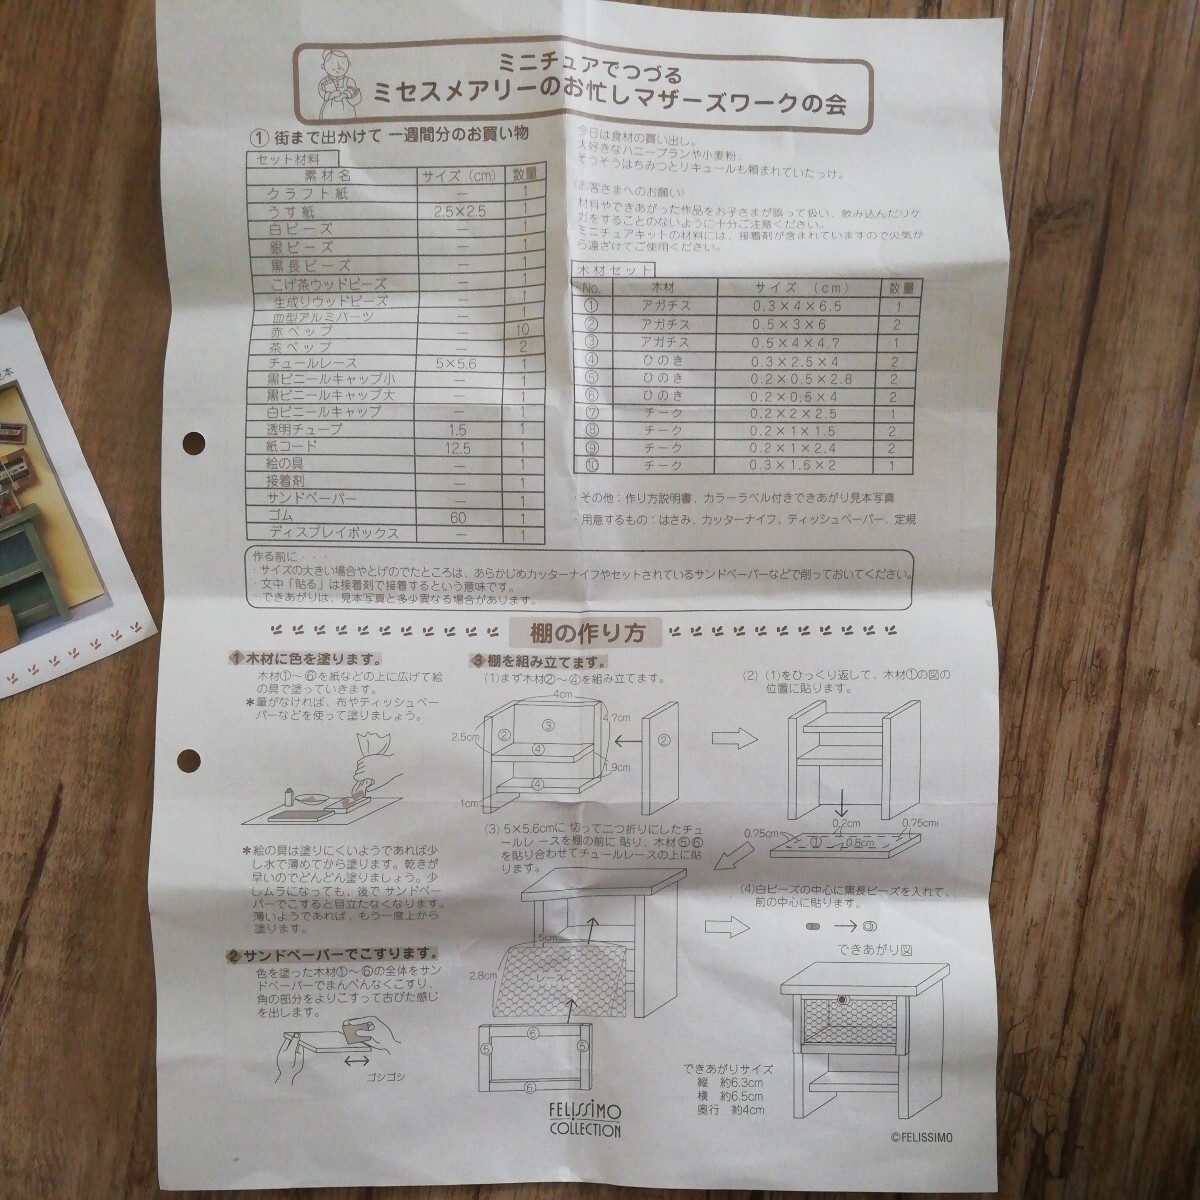 ミニチュアでつづる
ミセスメアリーのお忙しマザーズワークの会
① 街まで出かけて 一週間分のお買い物
セット材料
素材名 サイズ(cm) 数量
クラフト紙 － 1
うす紙 2.5×2.5 1
白ビーズ － 1
銀ビーズ － 1
黒長ビーズ － 1
こげ茶ウッドビーズ － 1
生成りウッドビーズ － 1
皿型アルミパーツ － 1
赤ペップ － 10
茶ペップ － 2
チュールレース 5×5.6 1
黒ビニールキャップ小 － 1
黒ビニールキャップ大 － 1
白ビニールキャップ － 1
透明チューブ 1.5 1
紙コード 12.5 1
絵の具 － 1
接着剤 － 1
サンドペーパー － 1
ゴム 60 1
ディスプレイボックス － 1
今日は食材の買い出し。
大好きなハニープランや小麦粉、
そうそうはちみつとリキュールも頼まれていたっけ。
〈お客さまへのお願い〉
材料やできあがった作品をお子さまが誤って扱い、飲み込んだりケ
ガをすることのないように十分ご注意ください。
ミニチュアキットの材料には、接着剤が含まれていますので火気か
ら遠ざけてご使用ください。
木材セット
No. 木材 サイズ (cm) 数量
① アガチス 0.3×4×6.5 1
② アガチス 0.5×3×6 2
③ アガチス 0.5×4×4.7 1
④ ひのき 0.3×2.5×4 2
⑤ ひのき 0.2×0.5×2.8 2
⑥ ひのき 0.2×0.5×4 2
⑦ チーク 0.2×2×2.5 1
⑧ チーク 0.2×1×1.5 2
⑨ チーク 0.2×1×2.4 2
⑩ チーク 0.3×1.5×2 1
・その他：作り方説明書、カラーラベル付きできあがり見本写真
・用意するもの：はさみ、カッターナイフ、ティッシュペーパー、定規
作る前に・・・
・サイズの大きい場合やとげのでたところは、あらかじめカッターナイフやセットされているサンドペーパーなどで削っておいてください。
・文中「貼る」は接着剤で接着するという意味です。
・できあがりは、見本写真と多少異なる場合があります。
棚の作り方
1 木材に色を塗ります。
木材①～⑥を紙などの上に広げて絵
の具で塗っていきます。
＊筆がなければ、布やティッシュペー
パーなどを使って塗りましょう。
＊絵の具は塗りにくいようであれば少
し水で薄めてから塗ります。乾きが
早いのでどんどん塗りましょう。少
しムラになっても、後で サンドペー
パーでこすると目立たなくなります。
薄いようであれば、もう一度上から
塗ります。
2 サンドペーパーでこすります。
色を塗った木材①～⑥の全体をサン
ドペーパーでまんべんなくこすり、
角の部分をよりこすって古びた感じ
を出します。
ゴシゴシ
3 棚を組み立てます。
(1)まず木材②～④を組み立てます。
4cm
4.7cm
2.5cm
1.9cm
1cm
② ③ ④ ④ ②
(2) (1)をひっくり返して、木材①の図の
位置に貼ります。
0.2cm
0.75cm
0.75cm
0.8cm
①
(3) 5×5.6cmに 切って二つ折りにしたチュ
ールレースを棚の前に 貼り、木材⑤⑥
を貼り合わせてチュールレースの上に貼
ります。
5cm
2.8cm
レース
⑥
⑤ ⑤
⑥
(4)白ビーズの中心に黒長ビーズを入れて、
前の中心に貼ります。
できあがり図
できあがりサイズ
縦 約6.3cm
横 約6.5cm
奥行 約4cm
FELISSIMO
COLLECTION
©FELISSIMO
本